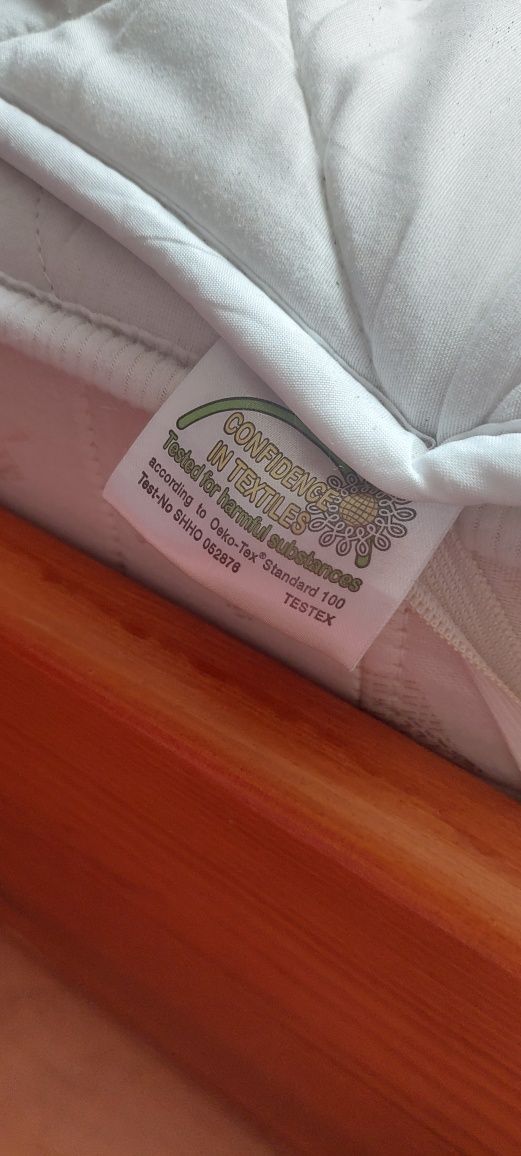 CONFIDENCE
IN TEXTILES
Tested for harmful substances
according to Oeko-Tex® Standard 100
Test-No SHHO 052876 TESTEX